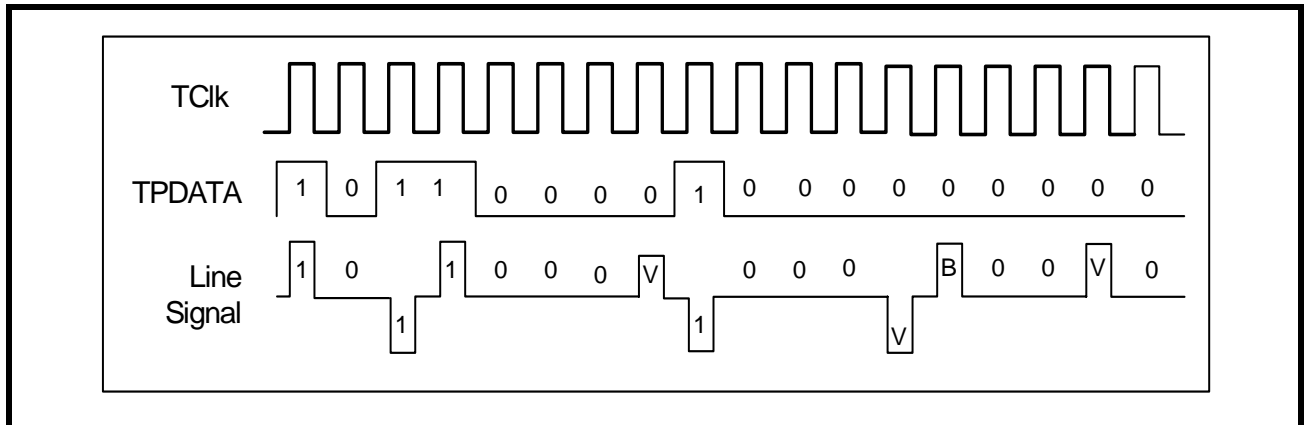 TClk
TPDATA 1 0 1 1 0 0 0 0 1 0 0 0 0 0 0 0 0 0
Line Signal 1 0 1 1 0 0 0 V 1 0 0 0 V B 0 0 V 0